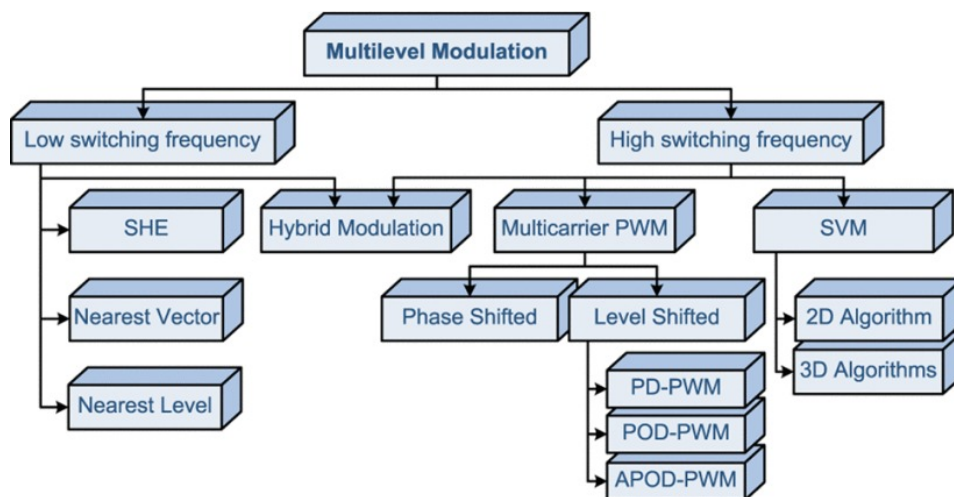 Multilevel Modulation
Low switching frequency
High switching frequency
SHE
Hybrid Modulation
Multicarrier PWM
SVM
Nearest Vector
Phase Shifted
Level Shifted
2D Algorithm
3D Algorithms
Nearest Level
PD-PWM
POD-PWM
APOD-PWM